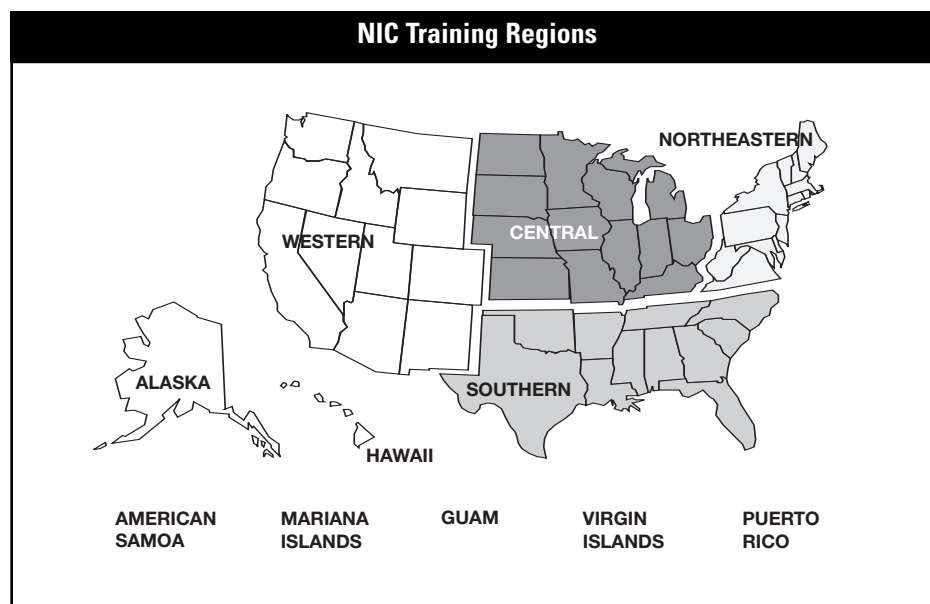 NIC Training Regions
NORTHEASTERN
WESTERN
CENTRAL
ALASKA
SOUTHERN
HAWAII
AMERICAN
SAMOA
MARIANA
ISLANDS
GUAM
VIRGIN
ISLANDS
PUERTO
RICO